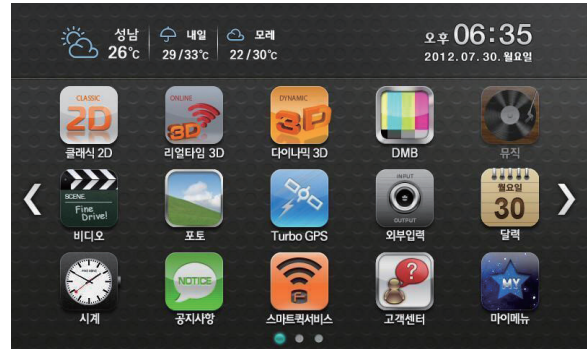 성남 내일 모레
26°c 29/33°c 22/30°c
오후 06:35
2012.07.30.월요일
CLASSIC ONLINE DYNAMIC
2D 3D 3D
클래식 2D 리얼타임 3D 다이나믹 3D DMB 뮤직
SCENE. INPUT 월요일
Fine Drive! OUTPUT 30
비디오 포토 Turbo GPS 외부입력 달력
NOTICE F ? MY.
시계 공지사항 스마트퀵서비스 고객센터 마이메뉴